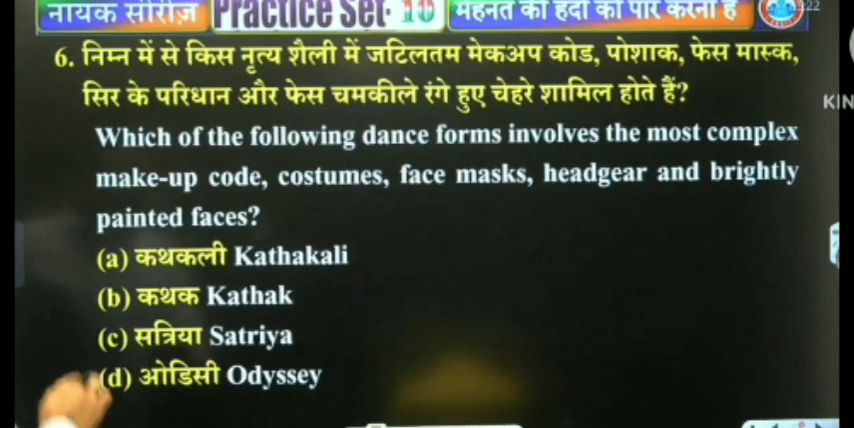 नायक सीरीज़ Practice Set- 10 मेहनत की हदों को पार करना है
:22
6. निम्न में से किस नृत्य शैली में जटिलतम मेकअप कोड, पोशाक, फेस मास्क,
सिर के परिधान और फेस चमकीले रंगे हुए चेहरे शामिल होते हैं?
KIN
Which of the following dance forms involves the most complex
make-up code, costumes, face masks, headgear and brightly
painted faces?
(a) कथकली Kathakali
(b) कथक Kathak
(c) सत्रिया Satriya
(d) ओडिसी Odyssey